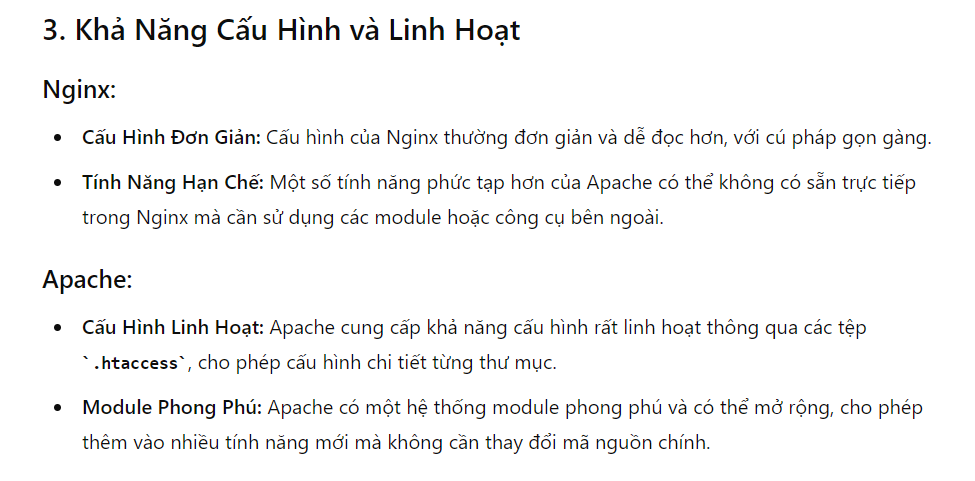 3. Khả Năng Cấu Hình và Linh Hoạt
Nginx:
• Cấu Hình Đơn Giản: Cấu hình của Nginx thường đơn giản và dễ đọc hơn, với cú pháp gọn gàng.
• Tính Năng Hạn Chế: Một số tính năng phức tạp hơn của Apache có thể không có sẵn trực tiếp
trong Nginx mà cần sử dụng các module hoặc công cụ bên ngoài.
Apache:
• Cấu Hình Linh Hoạt: Apache cung cấp khả năng cấu hình rất linh hoạt thông qua các tệp
`.htaccess`, cho phép cấu hình chi tiết từng thư mục.
• Module Phong Phú: Apache có một hệ thống module phong phú và có thể mở rộng, cho phép
thêm vào nhiều tính năng mới mà không cần thay đổi mã nguồn chính.